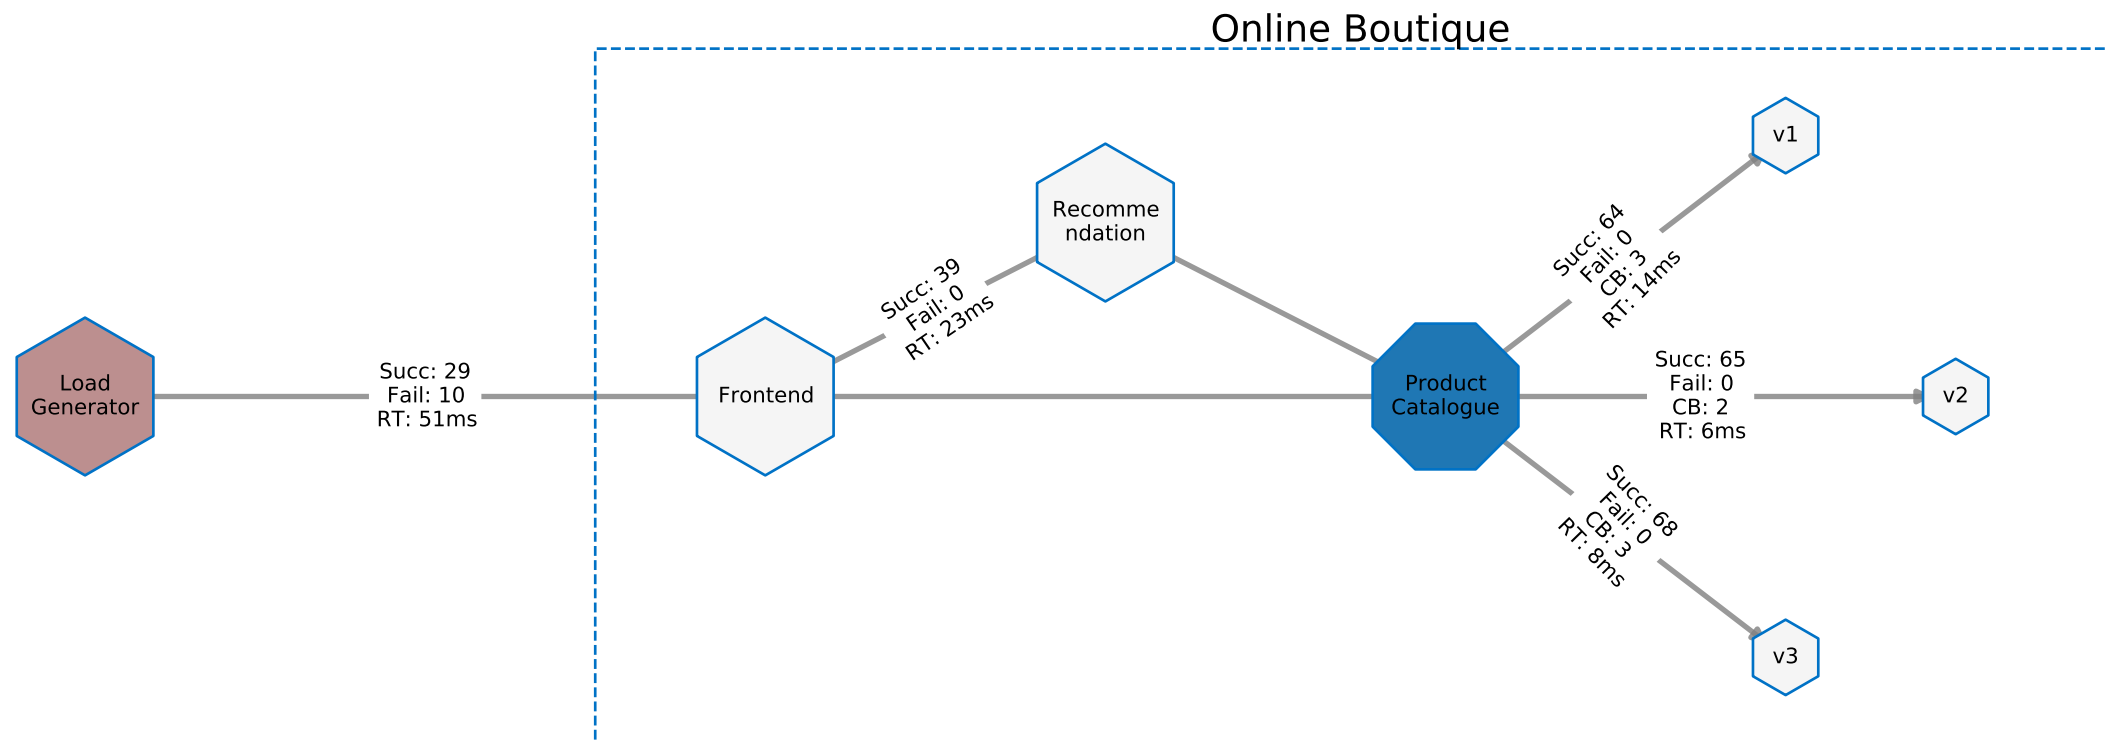 Online Boutique
Load
Generator
Succ: 29
Fail: 10
RT: 51ms
Frontend
Succ: 39
Fail: 0
RT: 23ms
Recomme
ndation
Product
Catalogue
Succ: 64
Fail: 0
CB: 3
RT: 14ms
v1
Succ: 65
Fail: 0
CB: 2
RT: 6ms
v2
Succ: 68
Fail: 0
CB: 3
RT: 8ms
v3